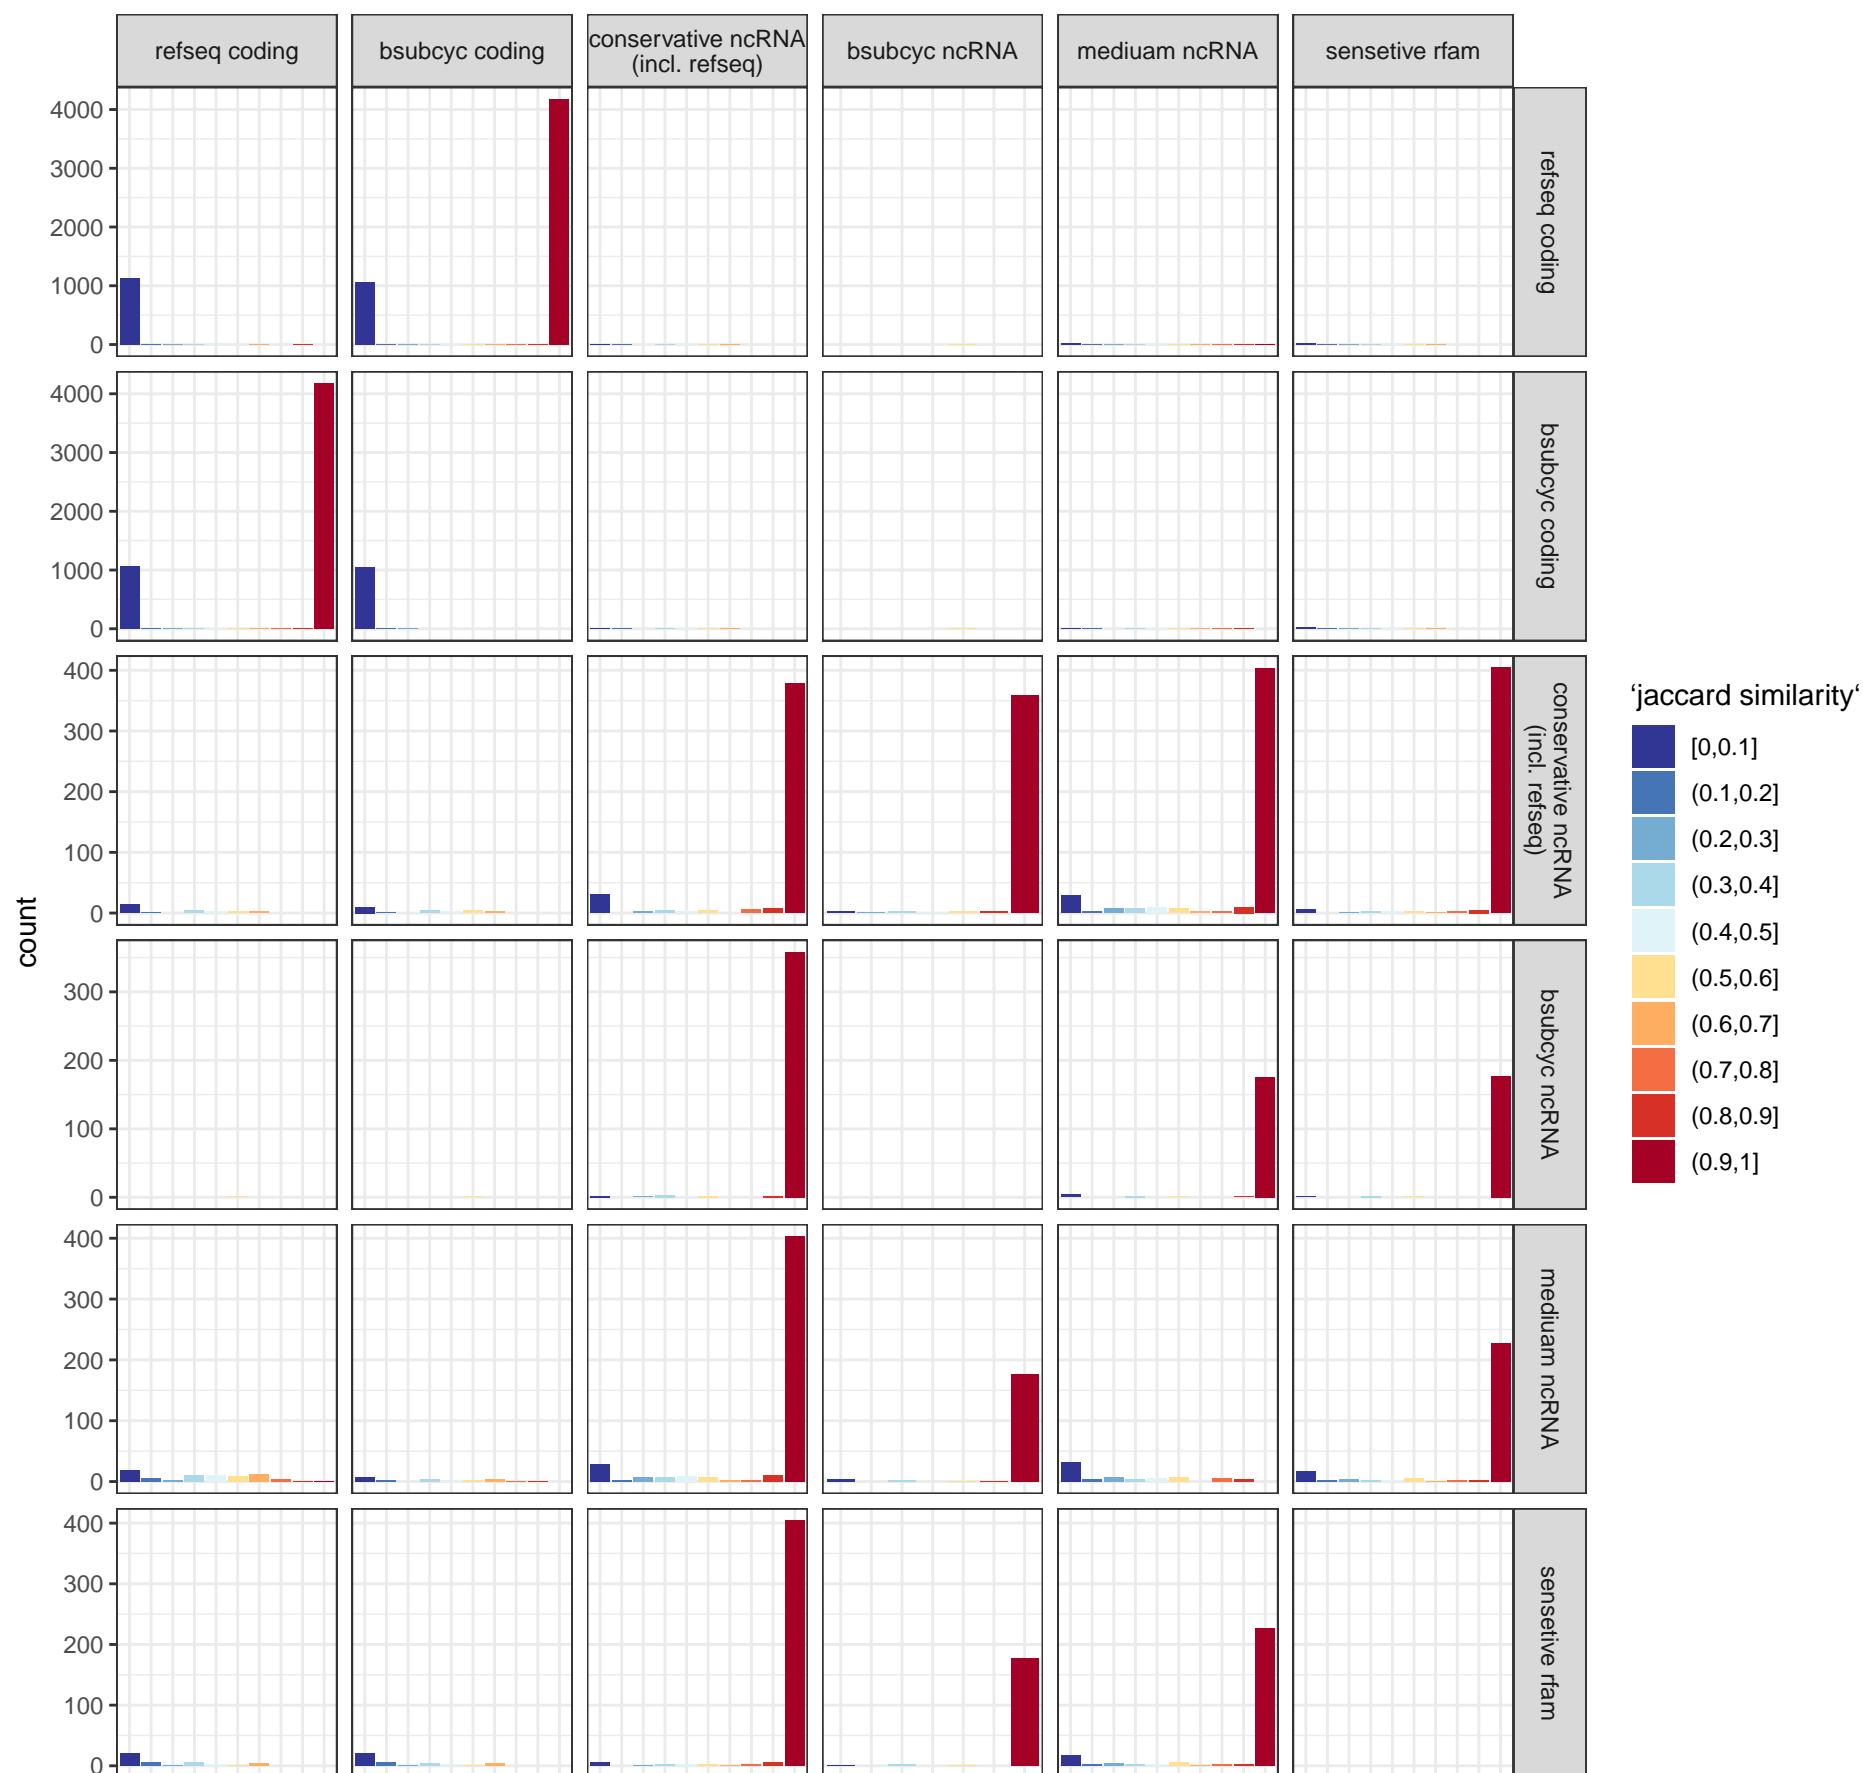 refseq coding
bsubcyc coding
conservative ncRNA
(incl. refseq)
bsubcyc ncRNA
mediuam ncRNA
sensetive rfam
4000
3000
2000
1000
0
refseq coding
4000
3000
2000
1000
0
bsubcyc coding
400
300
200
100
0
conservative ncRNA
(incl. refseq)
300
200
100
0
bsubcyc ncRNA
400
300
200
100
0
mediuam ncRNA
400
300
200
100
0
sensetive rfam
count
‘jaccard similarity‘
[0,0.1]
(0.1,0.2]
(0.2,0.3]
(0.3,0.4]
(0.4,0.5]
(0.5,0.6]
(0.6,0.7]
(0.7,0.8]
(0.8,0.9]
(0.9,1]